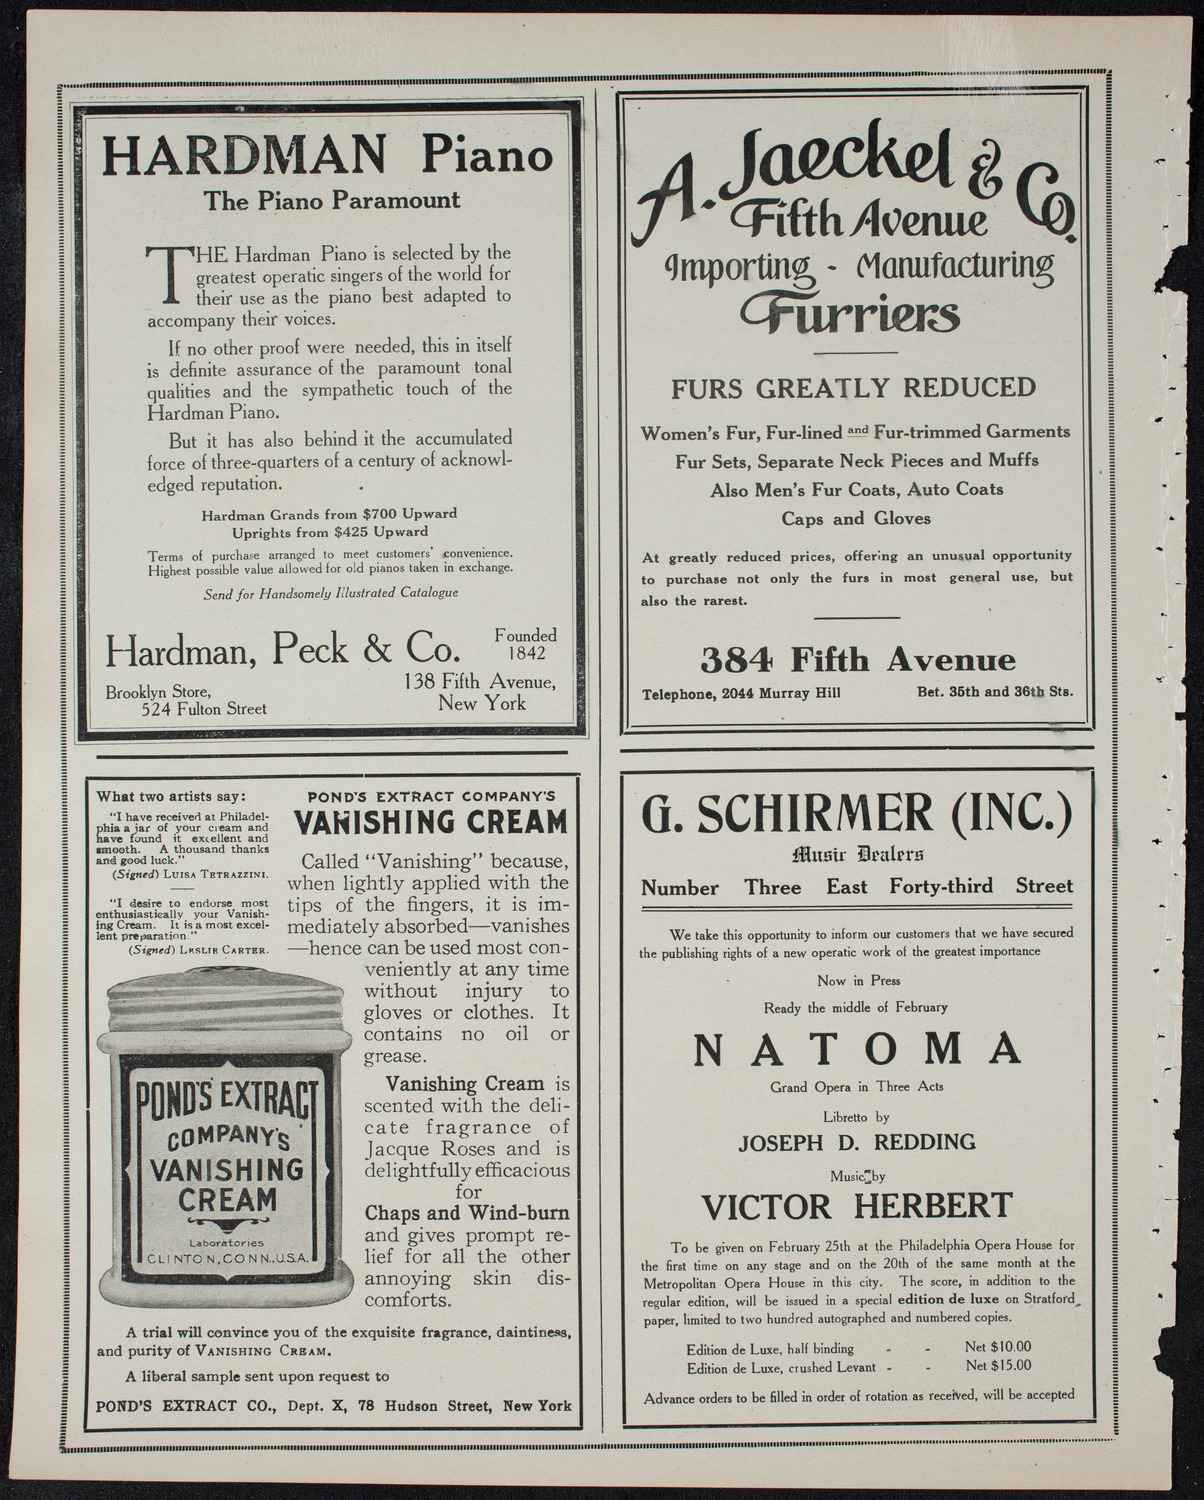 HARDMAN Piano
The Piano Paramount
THE Hardman Piano is selected by the
greatest operatic singers of the world for
their use as the piano best adapted to
accompany their voices.
If no other proof were needed, this in itself
is definite assurance of the paramount tonal
qualities and the sympathetic touch of the
Hardman Piano.
But it has also behind it the accumulated
force of three-quarters of a century of acknowl-
edged reputation.
Hardman Grands from $700 Upward
Uprights from $425 Upward
Terms of purchase arranged to meet customers' convenience.
Highest possible value allowed for old pianos taken in exchange.
Send for Handsomely Illustrated Catalogue
Hardman, Peck & Co. Founded
1842
Brooklyn Store,
524 Fulton Street
138 Fifth Avenue,
New York
A. Jaeckel & Co.
Fifth Avenue
Importing - Manufacturing
Furriers
FURS GREATLY REDUCED
Women's Fur, Fur-lined and Fur-trimmed Garments
Fur Sets, Separate Neck Pieces and Muffs
Also Men's Fur Coats, Auto Coats
Caps and Gloves
At greatly reduced prices, offering an unusual opportunity
to purchase not only the furs in most general use, but
also the rarest.
384 Fifth Avenue
Telephone, 2044 Murray Hill Bet. 35th and 36th Sts.
What two artists say:
"I have received at Philadel-
phia a jar of your cream and
have found it excellent and
smooth. A thousand thanks
and good luck."
(Signed) LUISA TETRAZZINI.
"I desire to endorse most
enthusiastically your Vanish-
ing Cream. It is a most excel-
lent preparation."
(Signed) LESLIE CARTER.
POND'S EXTRACT COMPANY'S
VANISHING CREAM
Called "Vanishing" because,
when lightly applied with the
tips of the fingers, it is im-
mediately absorbed—vanishes
—hence can be used most con-
veniently at any time
without injury to
gloves or clothes. It
contains no oil or
grease.
Vanishing Cream is
scented with the deli-
cate fragrance of
Jacque Roses and is
delightfully efficacious
for
Chaps and Wind-burn
and gives prompt re-
lief for all the other
annoying skin dis-
comforts.
POND'S EXTRACT
COMPANY'S
VANISHING
CREAM
Laboratories
CLINTON, CONN., U.S.A.
A trial will convince you of the exquisite fragrance, daintiness,
and purity of VANISHING CREAM.
A liberal sample sent upon request to
POND'S EXTRACT CO., Dept. X, 78 Hudson Street, New York
G. SCHIRMER (INC.)
Music Dealers
Number Three East Forty-third Street
We take this opportunity to inform our customers that we have secured
the publishing rights of a new operatic work of the greatest importance
Now in Press
Ready the middle of February
NATOMA
Grand Opera in Three Acts
Libretto by
JOSEPH D. REDDING
Music by
VICTOR HERBERT
To be given on February 25th at the Philadelphia Opera House for
the first time on any stage and on the 20th of the same month at the
Metropolitan Opera House in this city. The score, in addition to the
regular edition, will be issued in a special edition de luxe on Stratford
paper, limited to two hundred autographed and numbered copies.
Edition de Luxe, half binding - - Net $10.00
Edition de Luxe, crushed Levant - - Net $15.00
Advance orders to be filled in order of rotation as received, will be accepted